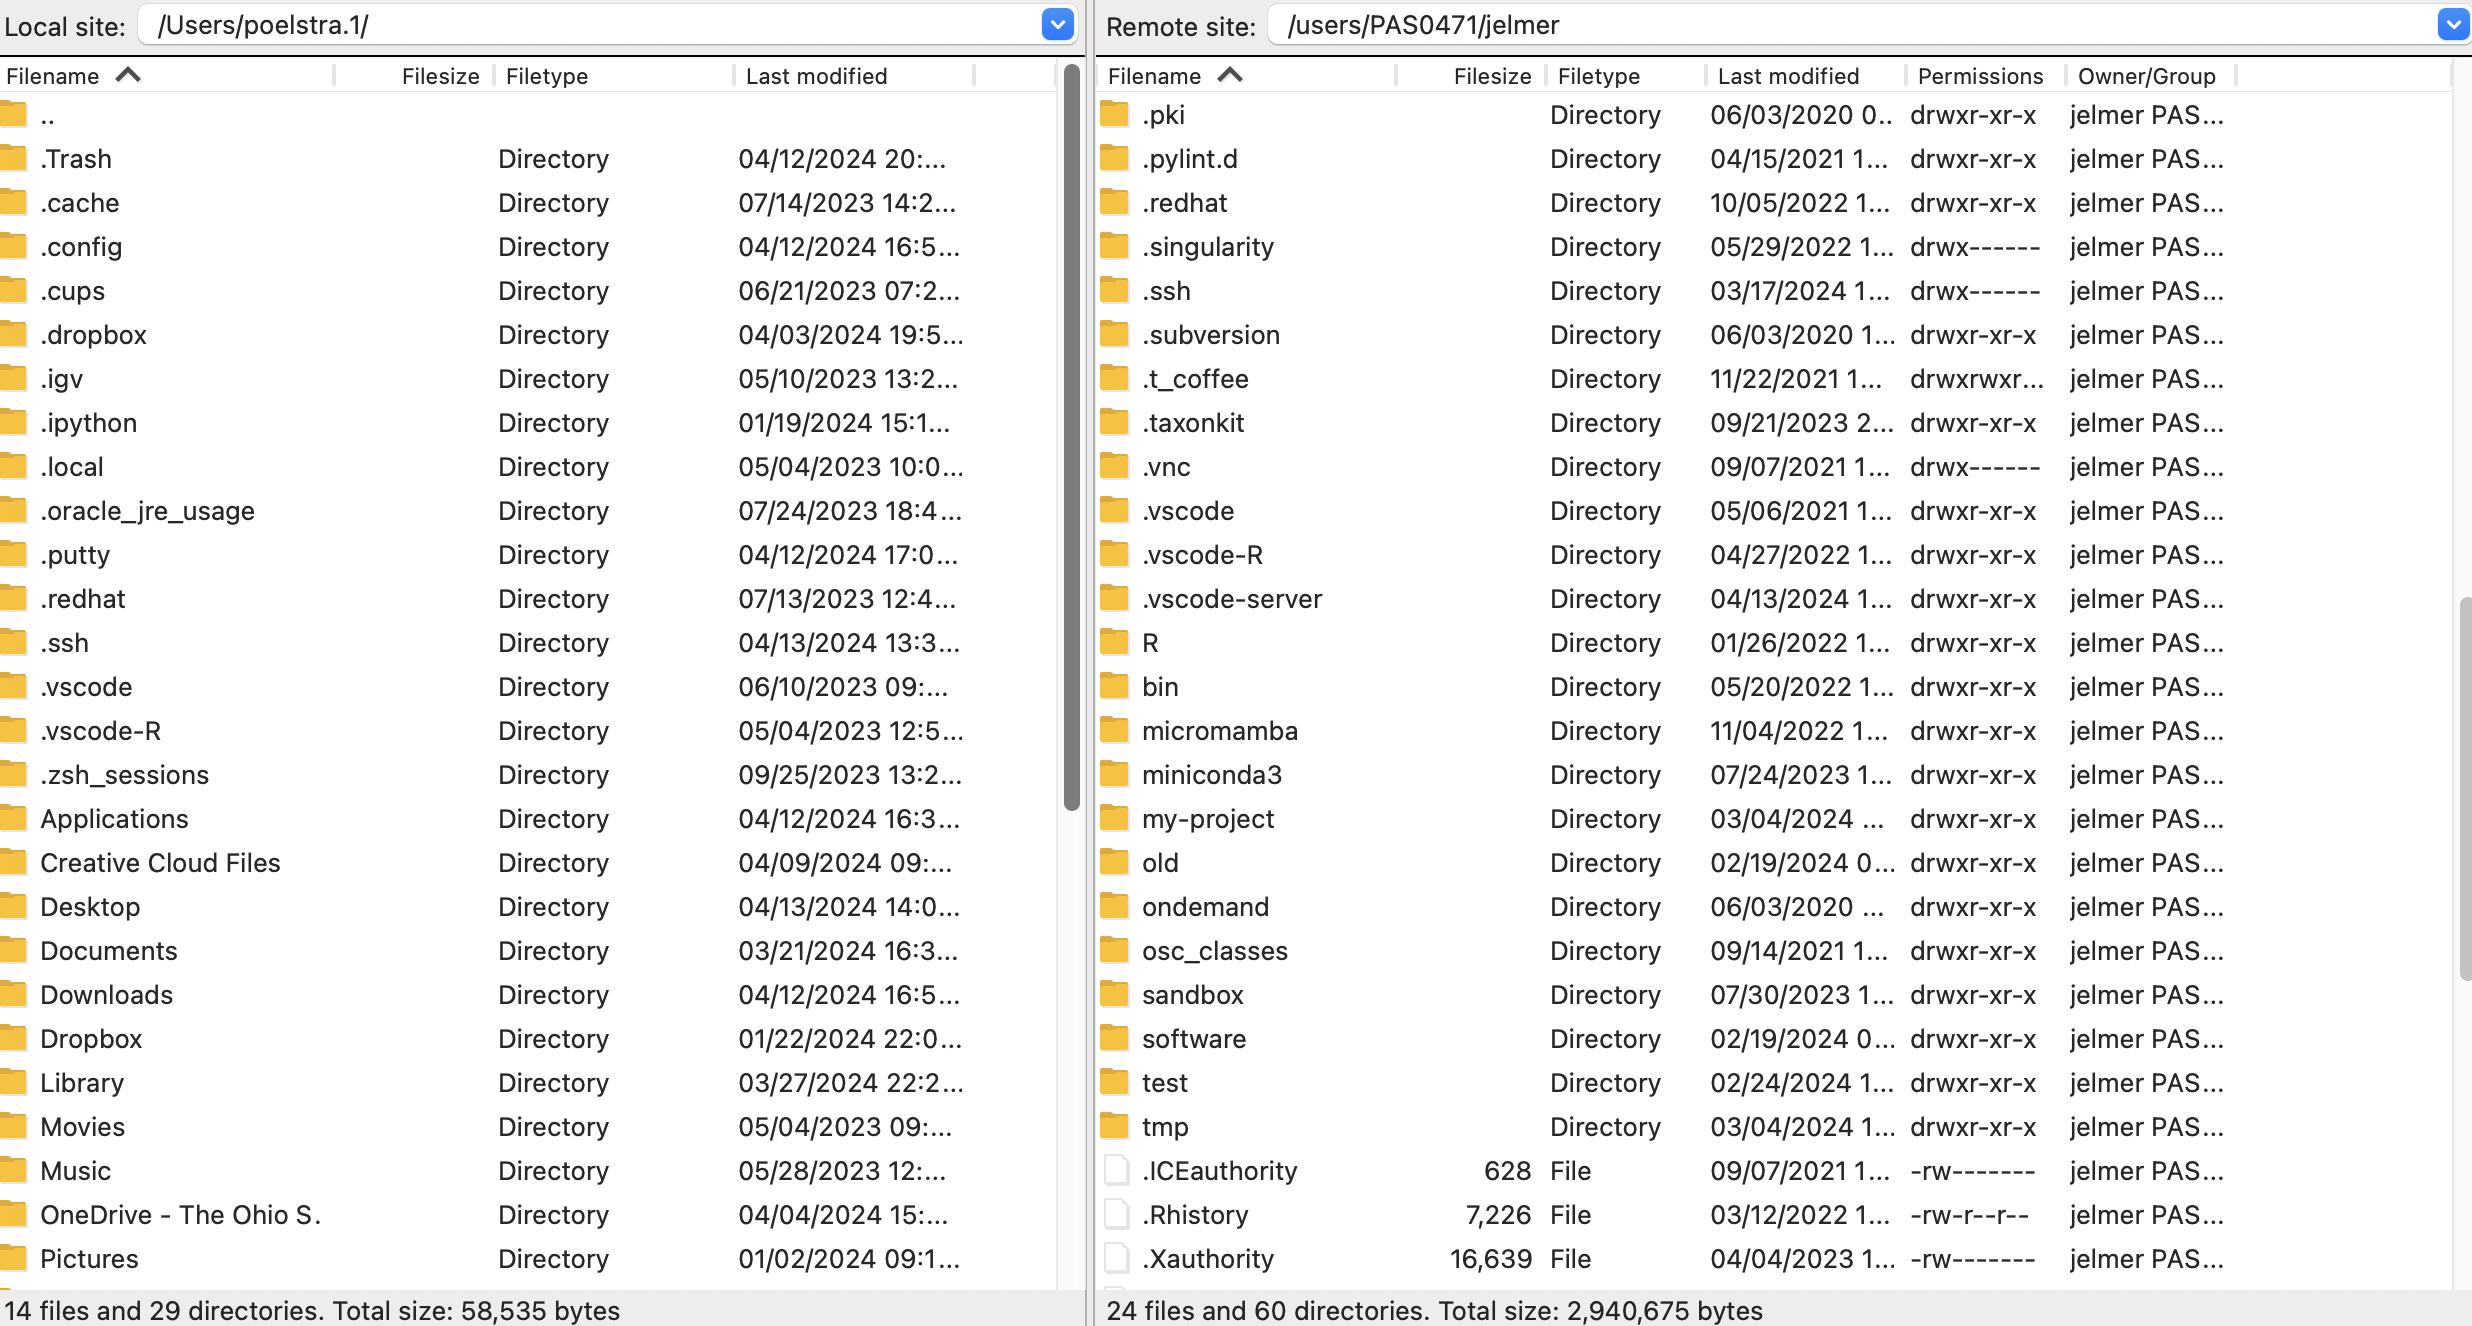 Local site: /Users/poelstra.1/
Filename Filesize Filetype Last modified
..
.Trash Directory 04/12/2024 20:...
.cache Directory 07/14/2023 14:2...
.config Directory 04/12/2024 16:5...
.cups Directory 06/21/2023 07:2...
.dropbox Directory 04/03/2024 19:5...
.igv Directory 05/10/2023 13:2...
.ipython Directory 01/19/2024 15:1...
.local Directory 05/04/2023 10:0...
.oracle_jre_usage Directory 07/24/2023 18:4...
.putty Directory 04/12/2024 17:0...
.redhat Directory 07/13/2023 12:4...
.ssh Directory 04/13/2024 13:3...
.vscode Directory 06/10/2023 09:...
.vscode-R Directory 05/04/2023 12:5...
.zsh_sessions Directory 09/25/2023 13:2...
Applications Directory 04/12/2024 16:3...
Creative Cloud Files Directory 04/09/2024 09:...
Desktop Directory 04/13/2024 14:0...
Documents Directory 03/21/2024 16:3...
Downloads Directory 04/12/2024 16:5...
Dropbox Directory 01/22/2024 22:0...
Library Directory 03/27/2024 22:2...
Movies Directory 05/04/2023 09:...
Music Directory 05/28/2023 12:...
OneDrive - The Ohio S. Directory 04/04/2024 15:...
Pictures Directory 01/02/2024 09:1...
14 files and 29 directories. Total size: 58,535 bytes
Remote site: /users/PAS0471/jelmer
Filename Filesize Filetype Last modified Permissions Owner/Group
.pki Directory 06/03/2020 0.. drwxr-xr-x jelmer PAS...
.pylint.d Directory 04/15/2021 1... drwxr-xr-x jelmer PAS...
.redhat Directory 10/05/2022 1... drwxr-xr-x jelmer PAS...
.singularity Directory 05/29/2022 1... drwx------ jelmer PAS...
.ssh Directory 03/17/2024 1... drwx------ jelmer PAS...
.subversion Directory 06/03/2020 1... drwxr-xr-x jelmer PAS...
.t_coffee Directory 11/22/2021 1... drwxrwxr... jelmer PAS...
.taxonkit Directory 09/21/2023 2... drwxr-xr-x jelmer PAS...
.vnc Directory 09/07/2021 1... drwx------ jelmer PAS...
.vscode Directory 05/06/2021 1... drwxr-xr-x jelmer PAS...
.vscode-R Directory 04/27/2022 1... drwxr-xr-x jelmer PAS...
.vscode-server Directory 04/13/2024 1... drwxr-xr-x jelmer PAS...
R Directory 01/26/2022 1... drwxr-xr-x jelmer PAS...
bin Directory 05/20/2022 1... drwxr-xr-x jelmer PAS...
micromamba Directory 11/04/2022 1... drwxr-xr-x jelmer PAS...
miniconda3 Directory 07/24/2023 1... drwxr-xr-x jelmer PAS...
my-project Directory 03/04/2024 ... drwxr-xr-x jelmer PAS...
old Directory 02/19/2024 0... drwxr-xr-x jelmer PAS...
ondemand Directory 06/03/2020 ... drwxr-xr-x jelmer PAS...
osc_classes Directory 09/14/2021 1... drwxr-xr-x jelmer PAS...
sandbox Directory 07/30/2023 1... drwxr-xr-x jelmer PAS...
software Directory 02/19/2024 0... drwxr-xr-x jelmer PAS...
test Directory 02/24/2024 1... drwxr-xr-x jelmer PAS...
tmp Directory 03/04/2024 1... drwxr-xr-x jelmer PAS...
.ICEauthority 628 File 09/07/2021 1... -rw------- jelmer PAS...
.Rhistory 7,226 File 03/12/2022 1... -rw-r--r-- jelmer PAS...
.Xauthority 16,639 File 04/04/2023 1... -rw------- jelmer PAS...
24 files and 60 directories. Total size: 2,940,675 bytes